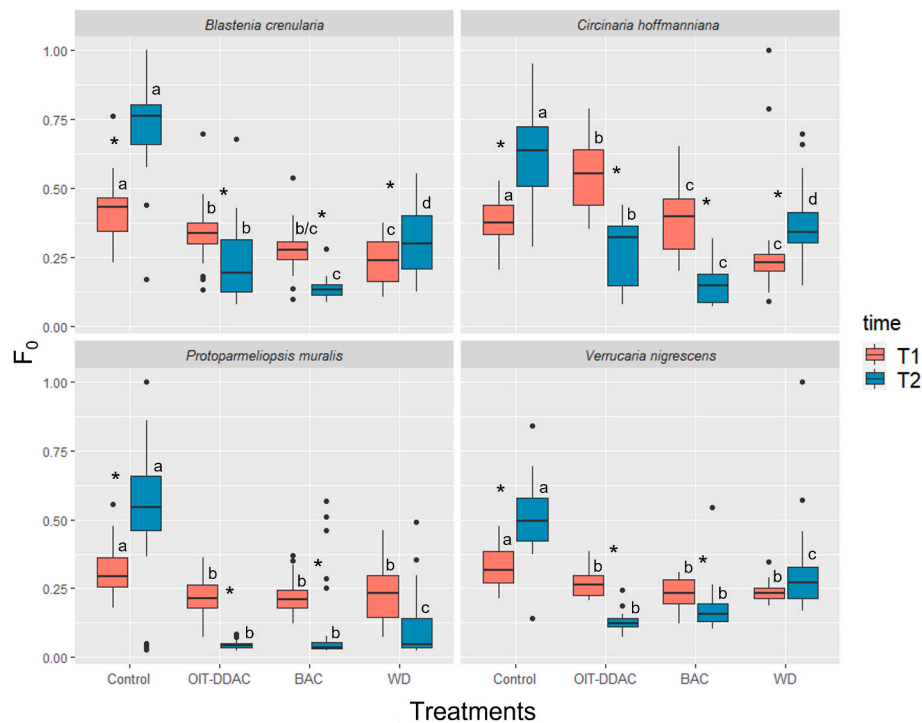 Blastenia crenularia
Circinaria hoffmanniana
1.00
0.75
0.50
0.25
0.00
* a a
b * b
b/c * c
c * d
* a a
b * b
c * c
c * d
Protoparmeliopsis muralis
Verrucaria nigrescens
1.00
0.75
0.50
0.25
0.00
* a a
b * b
b * b
b c
* a a
b * b
b * b
b c
F0
Control OIT-DDAC BAC WD
Control OIT-DDAC BAC WD
Treatments
time
T1
T2